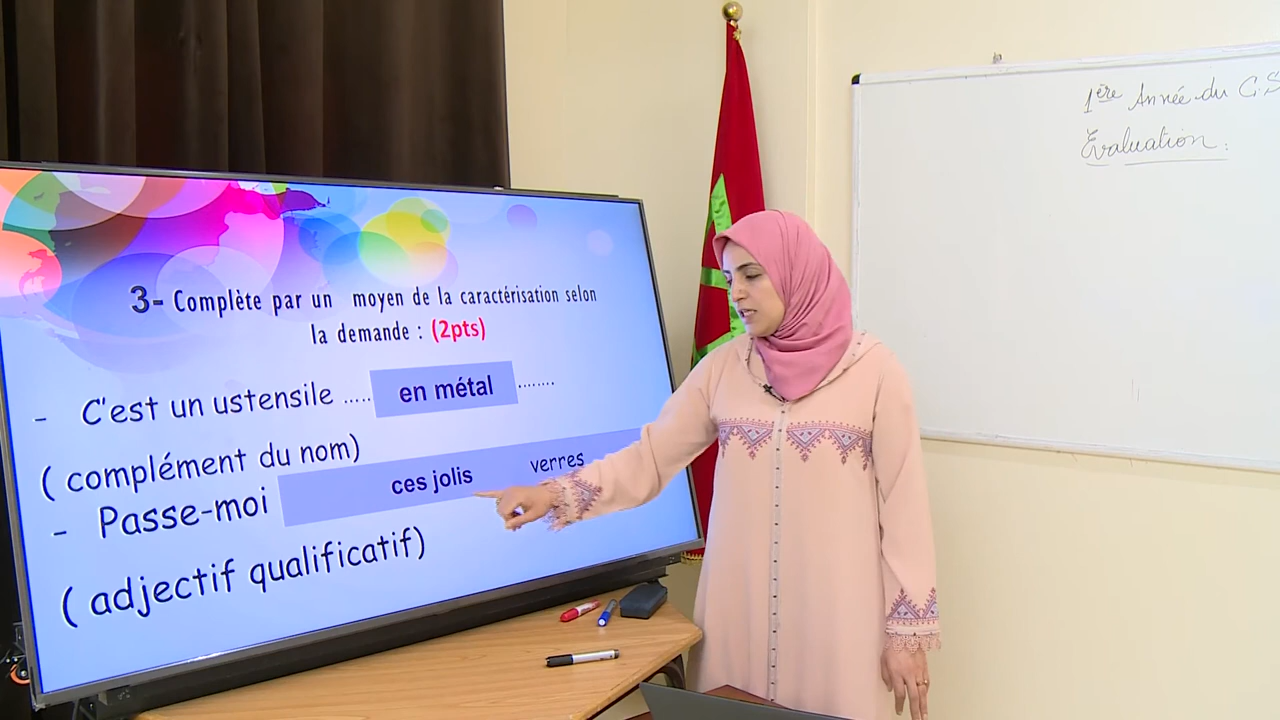 3- Complète par un moyen de la caractérisation selon
la demande : (2pts)
- C'est un ustensile ..... en métal ........
( complément du nom)
- Passe-moi ces jolis verres
( adjectif qualificatif)
1ère Année du C.S
Evaluation :